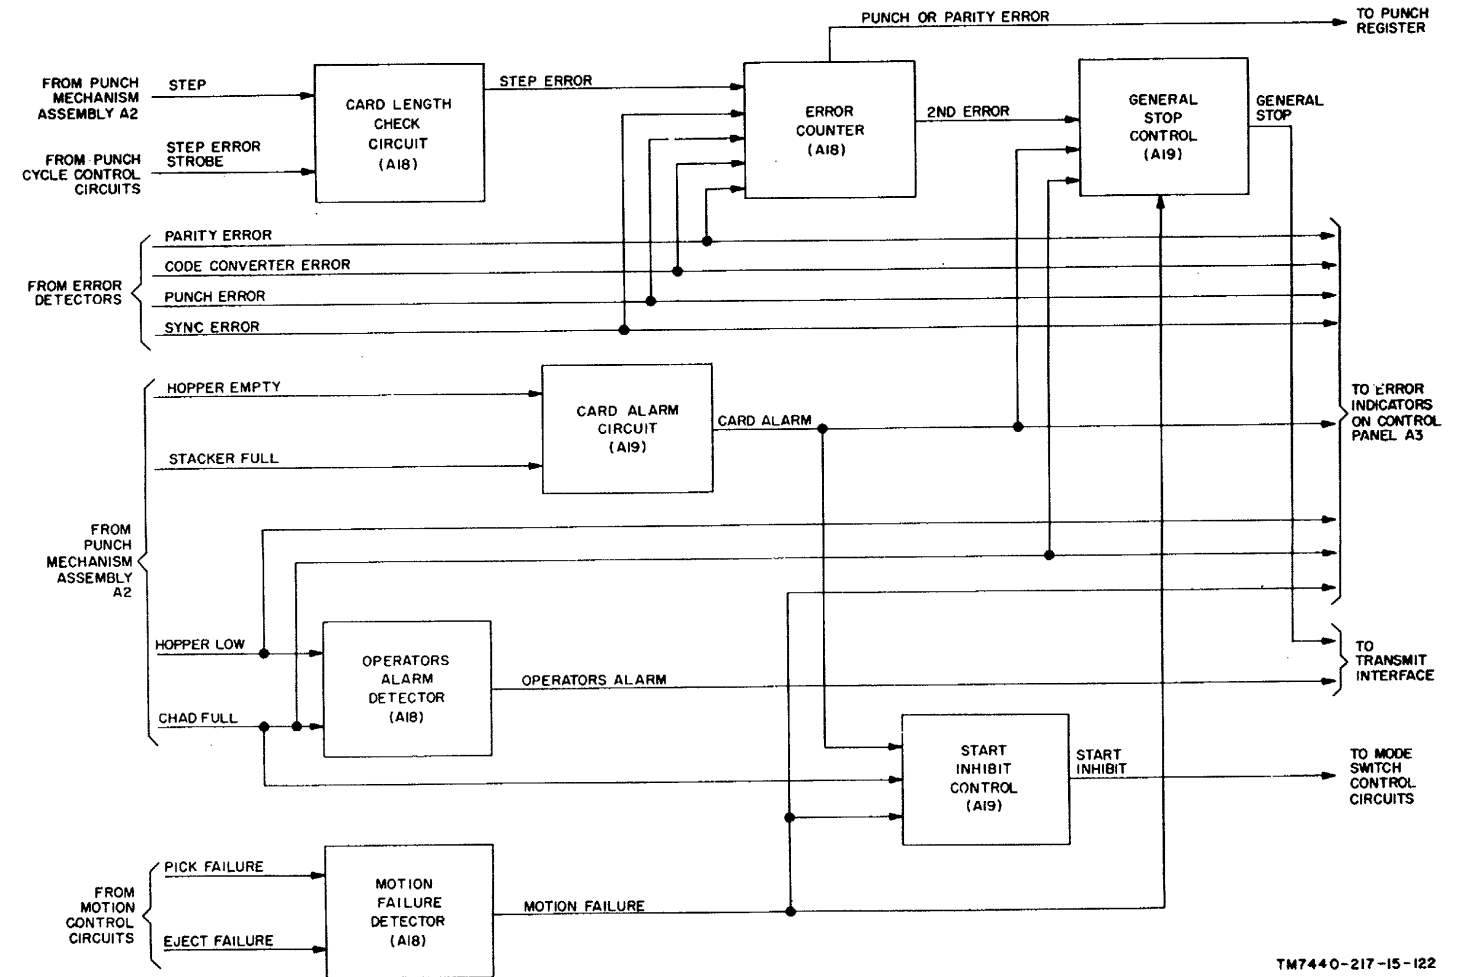 PUNCH OR PARITY ERROR
TO PUNCH
REGISTER
FROM PUNCH
MECHANISM
ASSEMBLY A2
STEP
CARD LENGTH
CHECK
CIRCUIT
(A18)
STEP ERROR
ERROR
COUNTER
(A18)
2ND ERROR
GENERAL
STOP
CONTROL
(A19)
GENERAL
STOP
FROM PUNCH
CYCLE CONTROL
CIRCUITS
STEP ERROR
STROBE
FROM ERROR
DETECTORS
PARITY ERROR
CODE CONVERTER ERROR
PUNCH ERROR
SYNC ERROR
HOPPER EMPTY
STACKER FULL
CARD ALARM
CIRCUIT
(A19)
CARD ALARM
TO ERROR
INDICATORS
ON CONTROL
PANEL A3
FROM
PUNCH
MECHANISM
ASSEMBLY
A2
HOPPER LOW
CHAD FULL
OPERATORS
ALARM
DETECTOR
(A18)
OPERATORS ALARM
TO
TRANSMIT
INTERFACE
START
INHIBIT
CONTROL
(A19)
START
INHIBIT
TO MODE
SWITCH
CONTROL
CIRCUITS
FROM
MOTION
CONTROL
CIRCUITS
PICK FAILURE
EJECT FAILURE
MOTION
FAILURE
DETECTOR
(A18)
MOTION FAILURE
TM7440-217-15-122